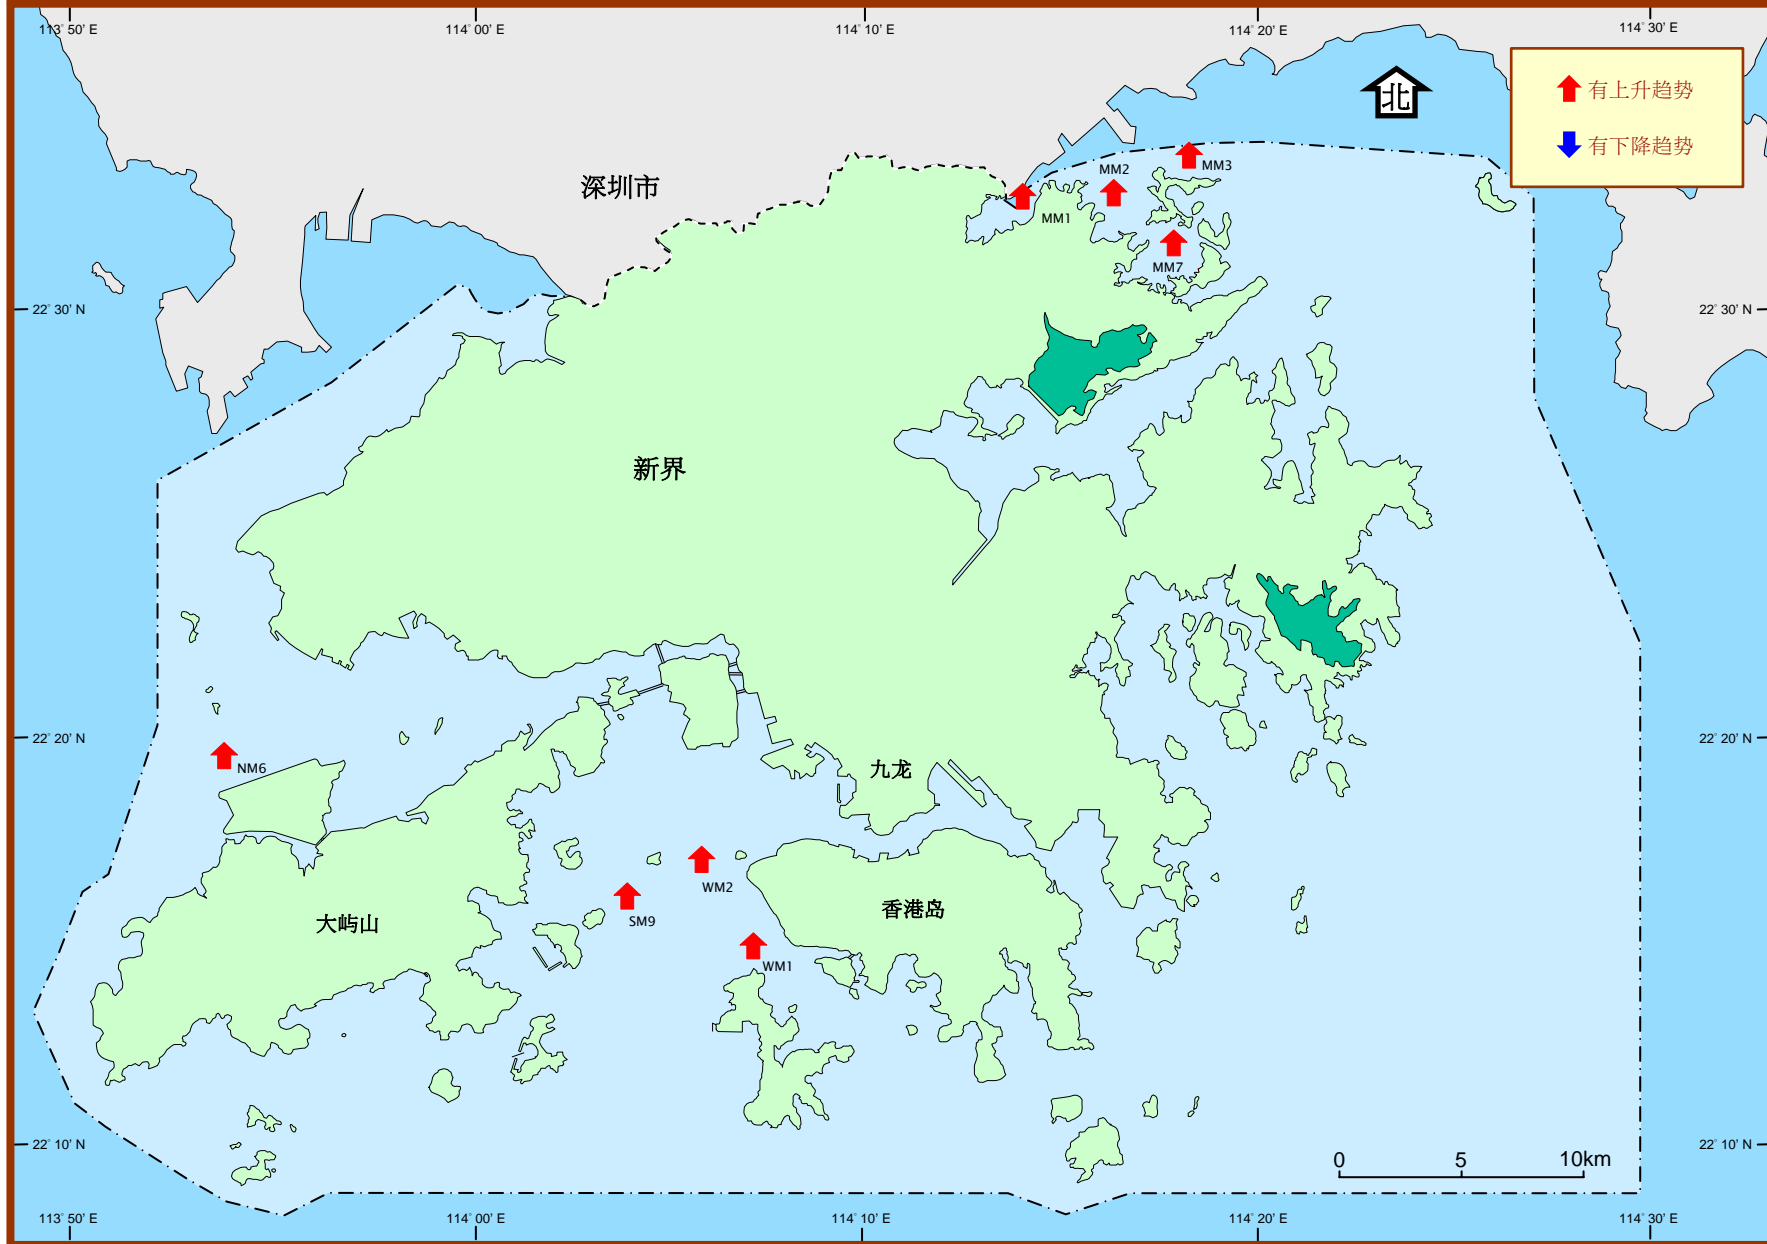 113° 50' E
114° 00' E
114° 10' E
114° 20' E
114° 30' E
有上升趋势
北
有下降趋势
MM2
MM3
深圳市
MM1
MM7
22° 30' N
22° 30' N
新界
22° 20' N
22° 20' N
NM6
九龙
WM2
SM9
香港岛
大屿山
WM1
22° 10' N
22° 10' N
0 5 10km
113° 50' E
114° 00' E
114° 10' E
114° 20' E
114° 30' E